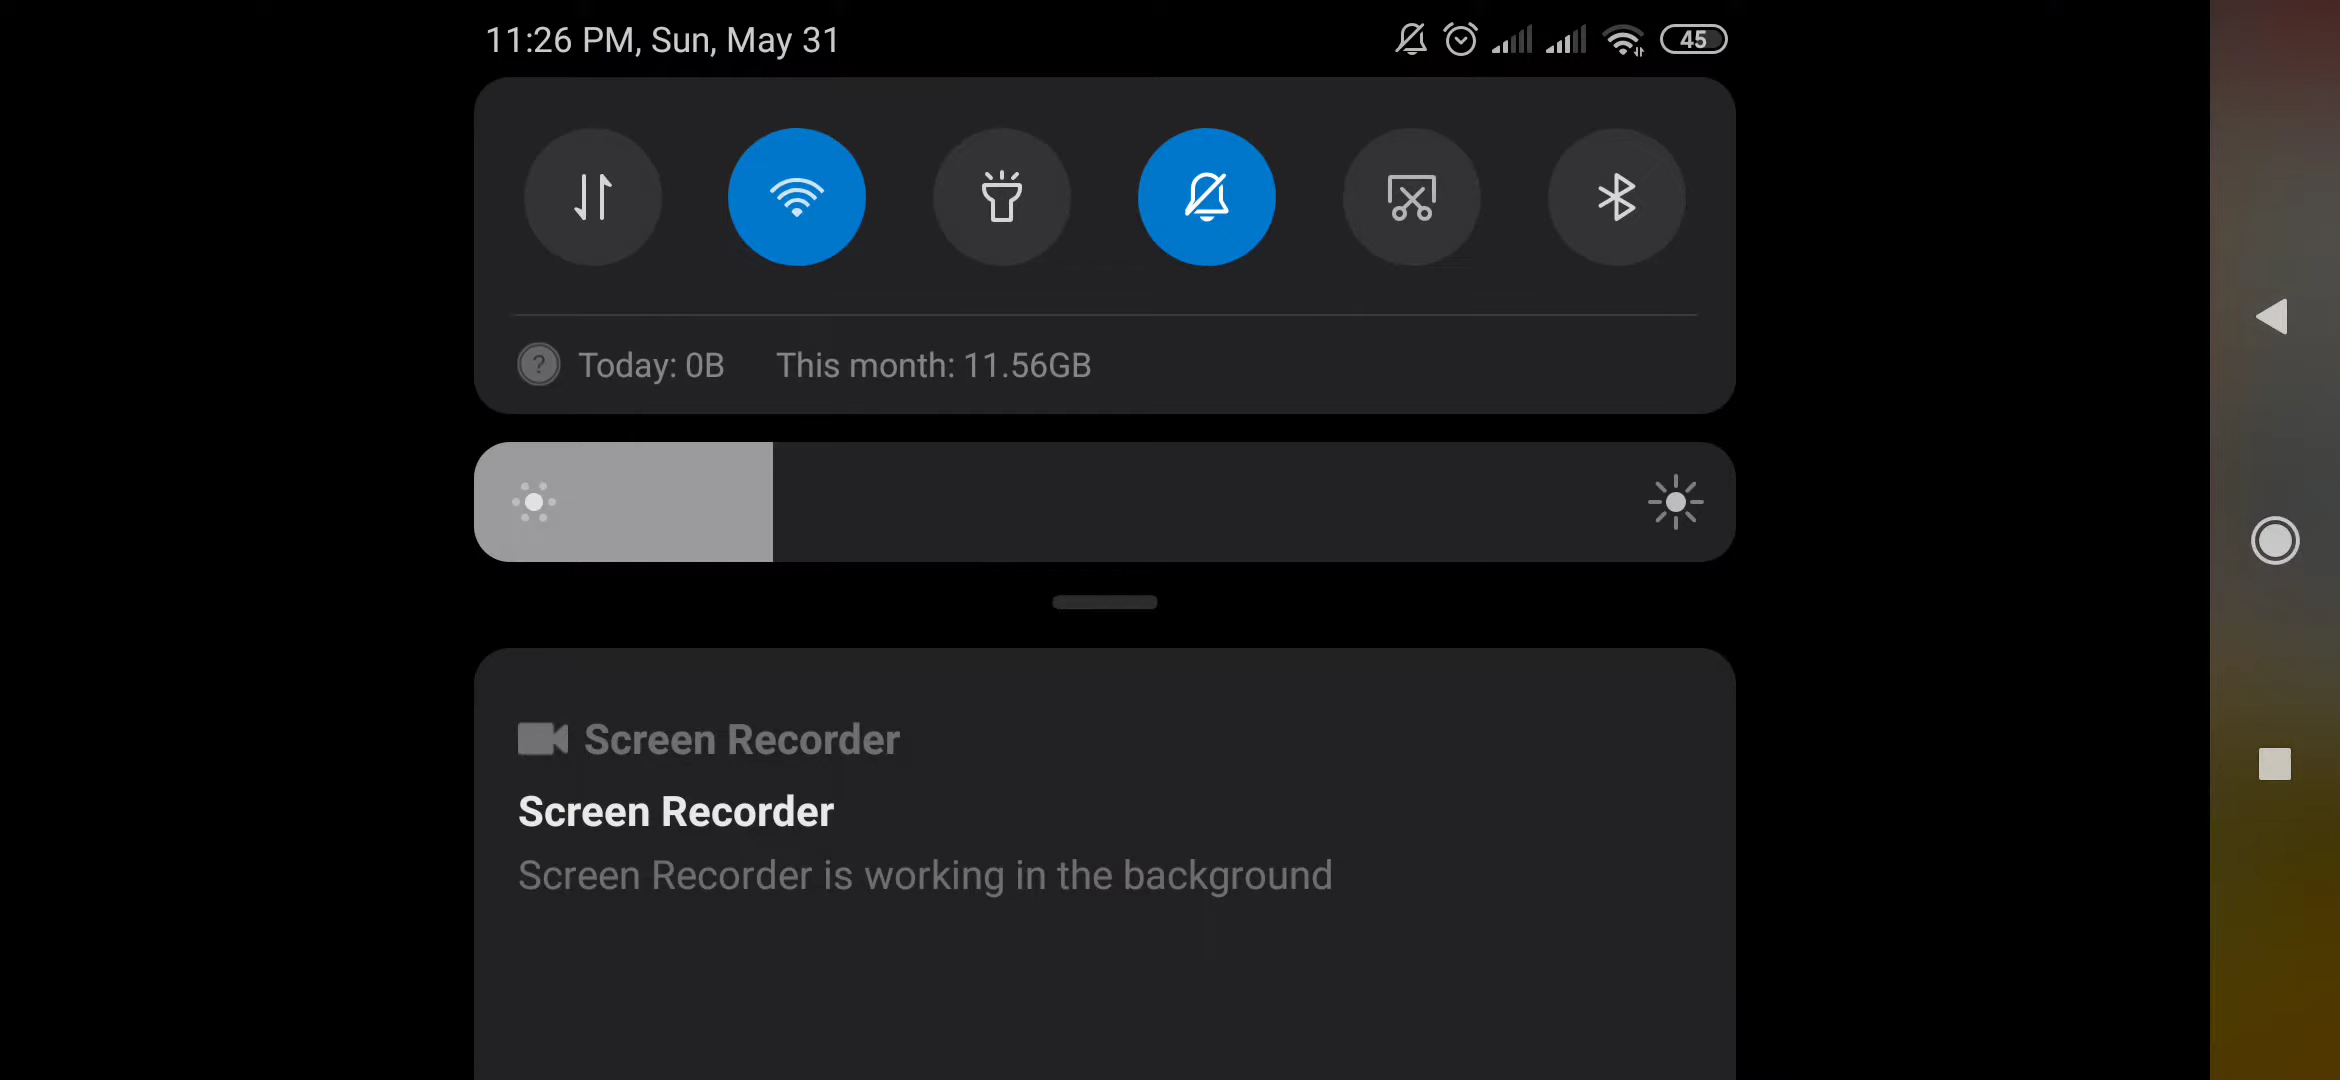 11:26 PM, Sun, May 31
45
Today: 0B This month: 11.56GB
Screen Recorder
Screen Recorder
Screen Recorder is working in the background